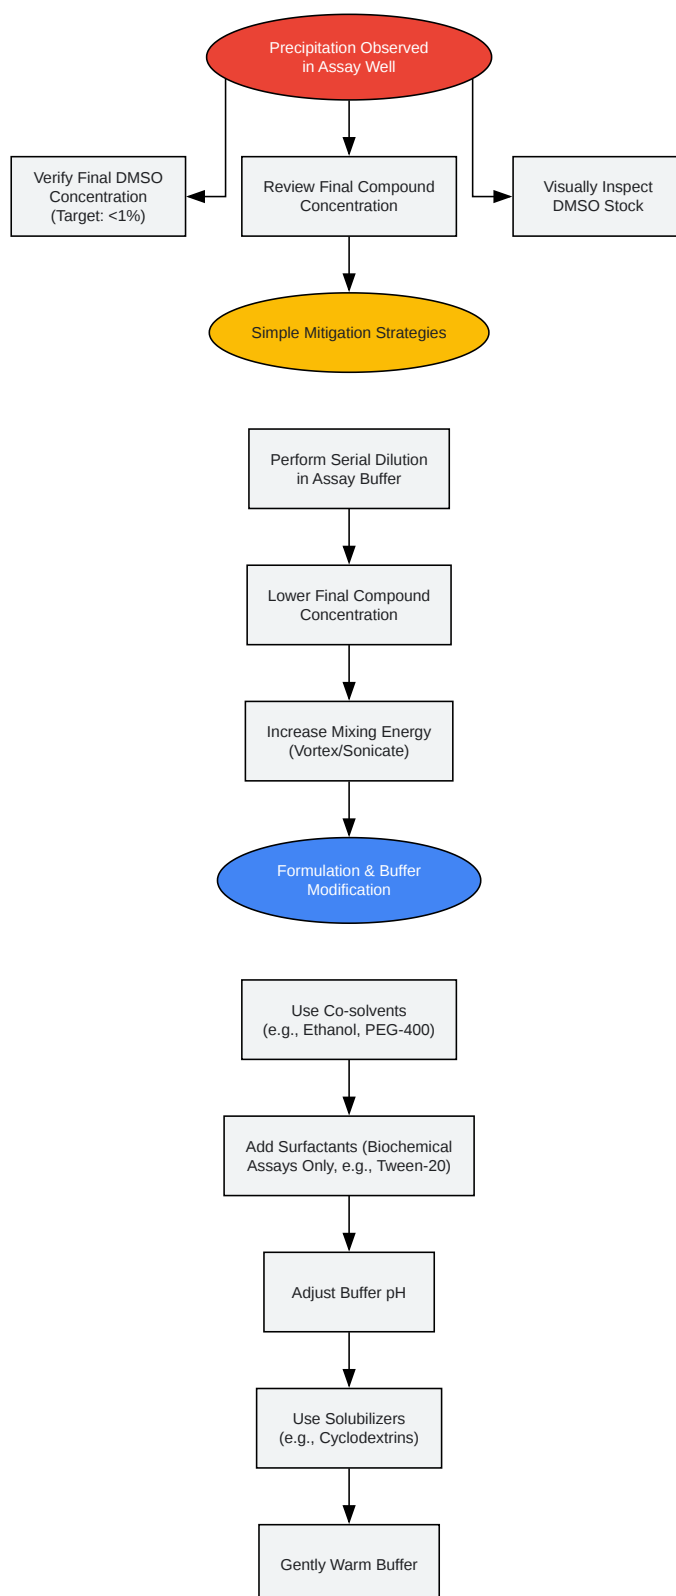 Precipitation Observed
in Assay Well
Verify Final DMSO
Concentration
(Target: <1%)
Review Final Compound
Concentration
Visually Inspect
DMSO Stock
Simple Mitigation Strategies
Perform Serial Dilution
in Assay Buffer
Lower Final Compound
Concentration
Increase Mixing Energy
(Vortex/Sonicate)
Formulation & Buffer
Modification
Use Co-solvents
(e.g., Ethanol, PEG-400)
Add Surfactants (Biochemical
Assays Only, e.g., Tween-20)
Adjust Buffer pH
Use Solubilizers
(e.g., Cyclodextrins)
Gently Warm Buffer